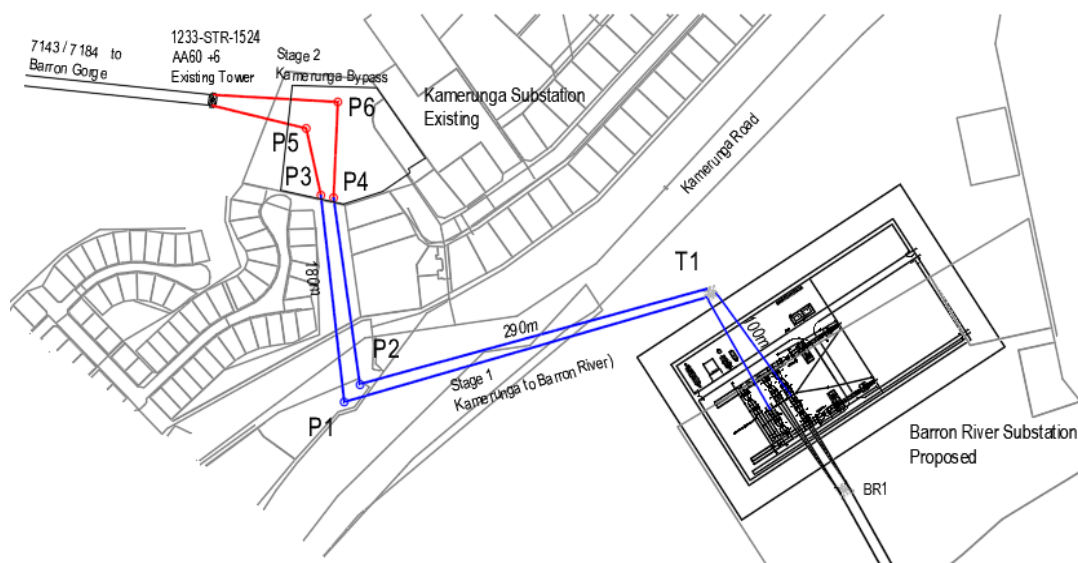 7143 / 7184 to
Barron Gorge
1233-STR-1524
AA60 +6
Existing Tower
Stage 2
Kamerunga Bypass
Kamerunga Substation
Existing
P6
P5
P3
P4
Kamerunga Road
180m
T1
290m
100m
P2
Stage 1
Kamerunga to Barron River)
P1
Barron River Substation
Proposed
BR1